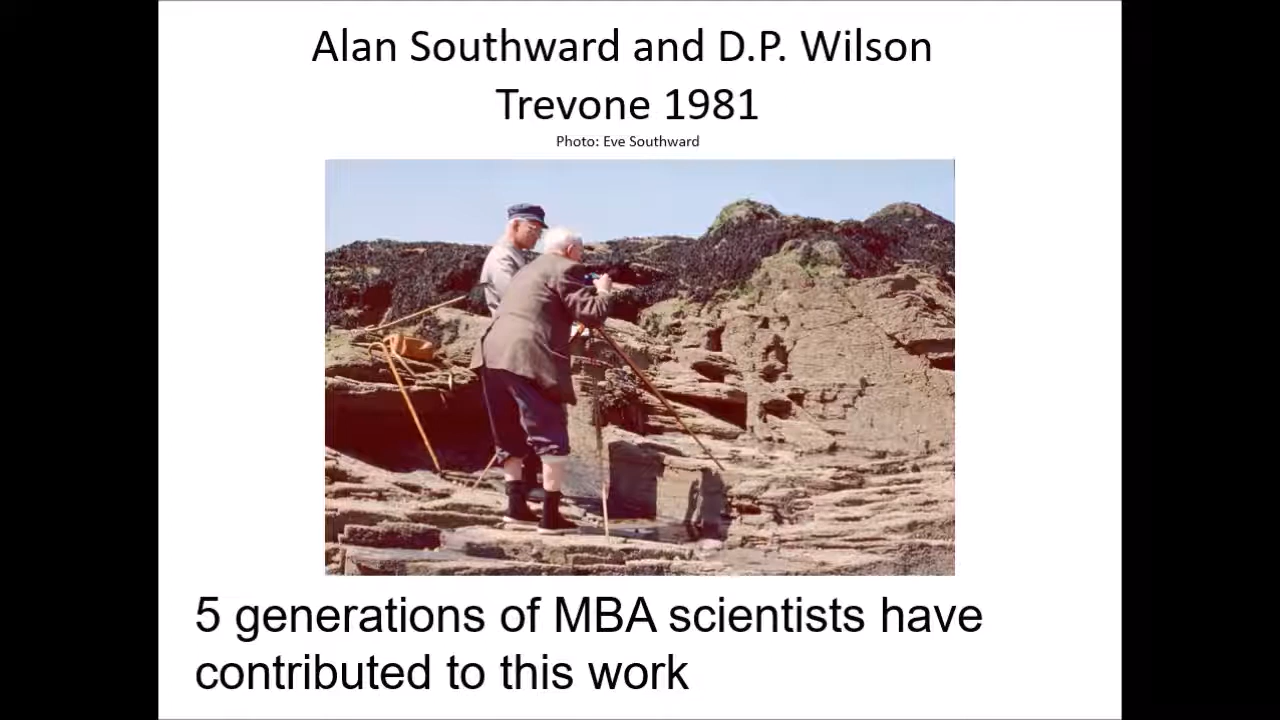 Alan Southward and D.P. Wilson
Trevone 1981
Photo: Eve Southward
5 generations of MBA scientists have
contributed to this work